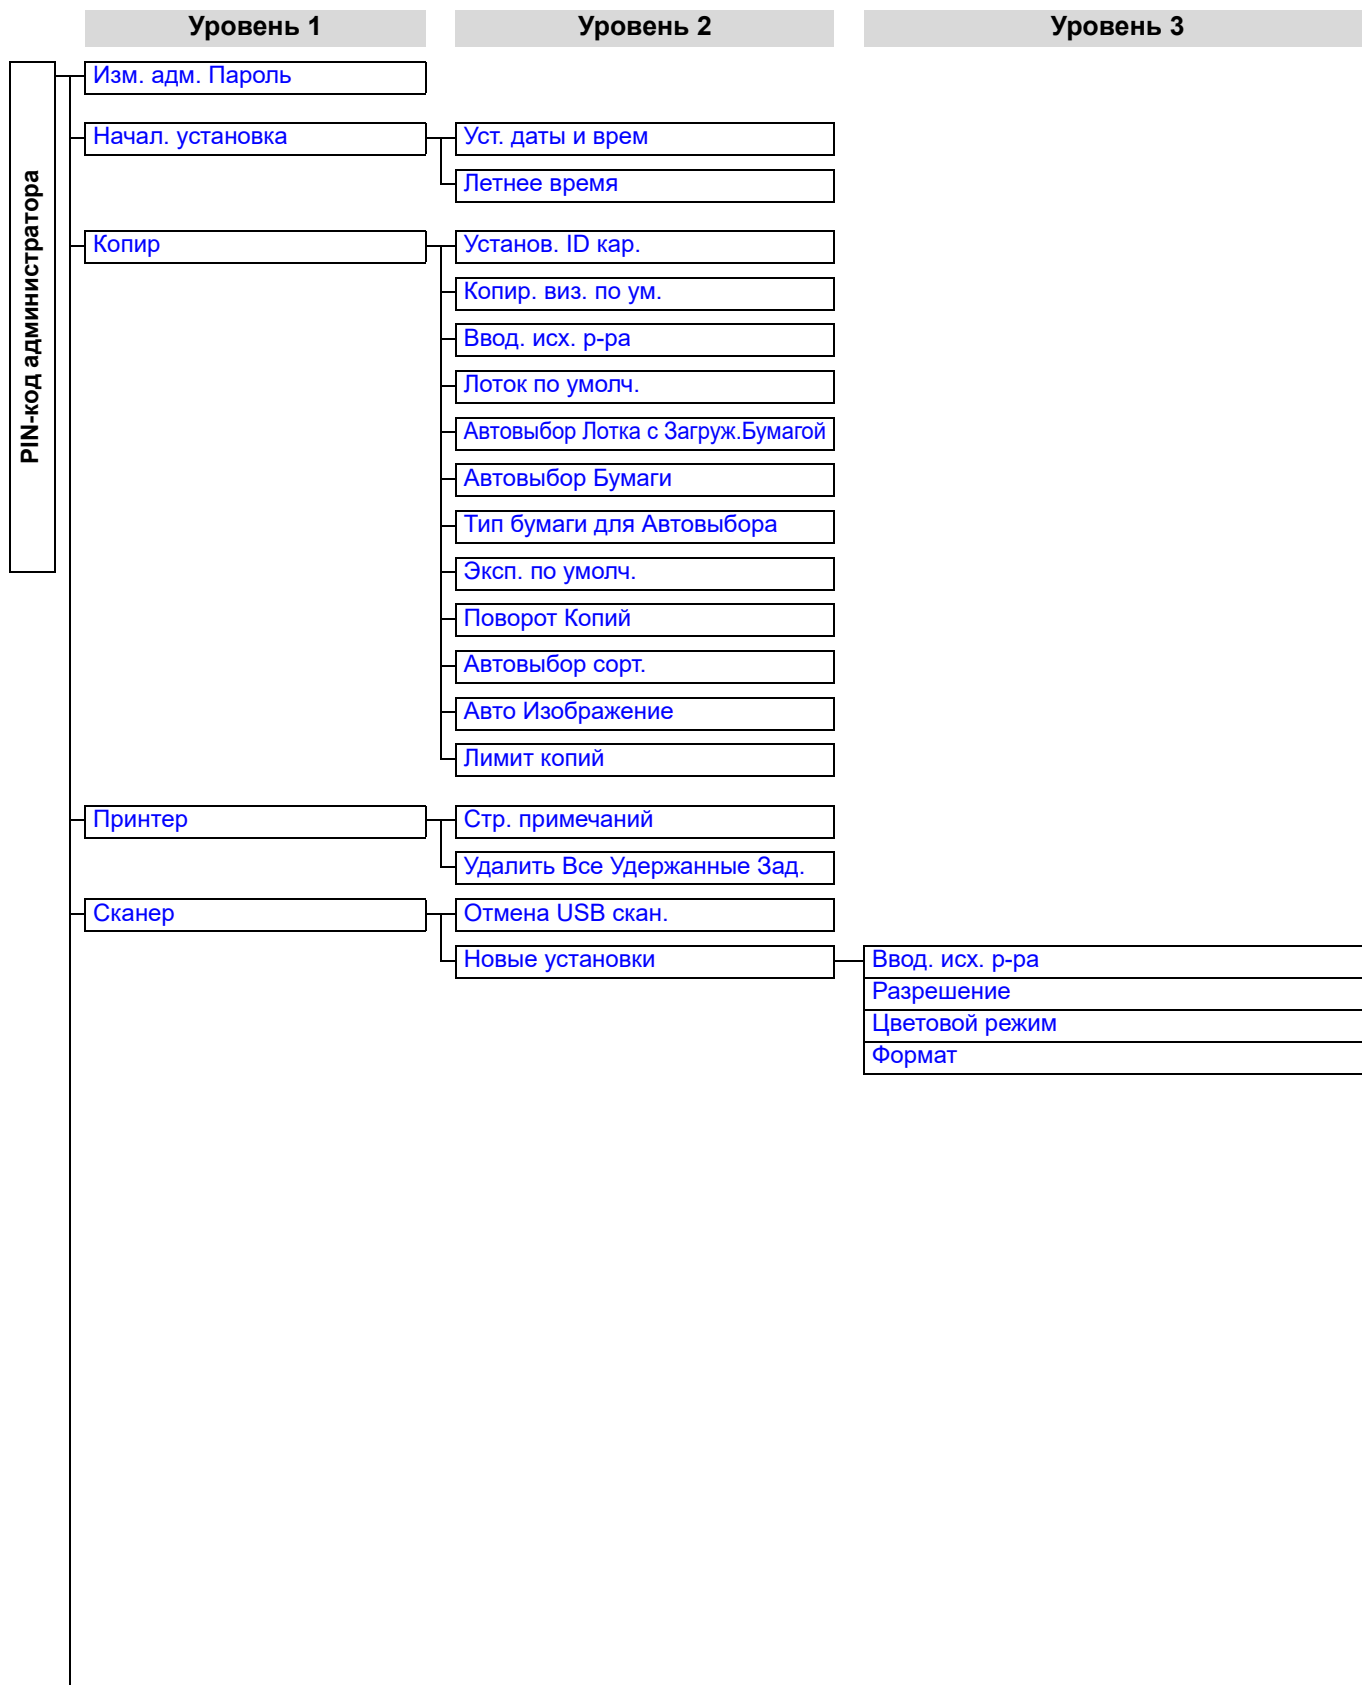 Уровень 1
Уровень 2
Уровень 3
PIN-код администратора
Изм. адм. Пароль
Начал. установка
Уст. даты и врем
Летнее время
Копир
Установ. ID кар.
Копир. виз. по ум.
Ввод. исх. р-ра
Лоток по умолч.
Автовыбор Лотка с Загруж.Бумагой
Автовыбор Бумаги
Тип бумаги для Автовыбора
Эксп. по умолч.
Поворот Копий
Автовыбор сорт.
Авто Изображение
Лимит копий
Принтер
Стр. примечаний
Удалить Все Удержанные Зад.
Сканер
Отмена USB скан.
Новые установки
Ввод. исх. р-ра
Разрешение
Цветовой режим
Формат